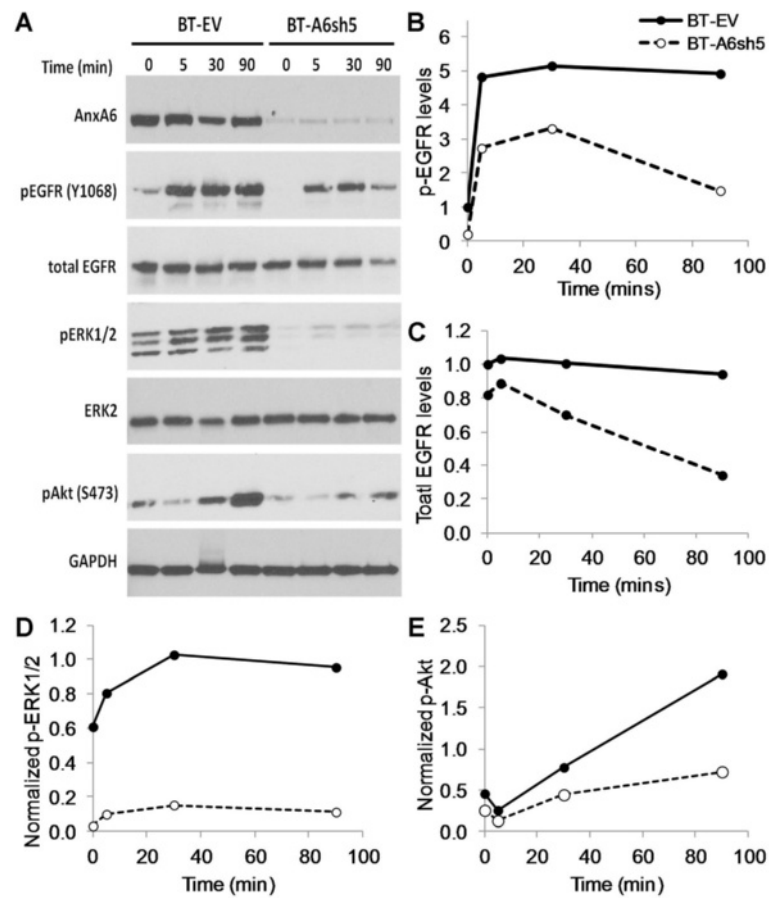 A
BT-EV BT-A6sh5
Time (min) 0 5 30 90 0 5 30 90
AnxA6
pEGFR (Y1068)
total EGFR
pERK1/2
ERK2
pAkt (S473)
GAPDH
B
BT-EV
BT-A6sh5
p-EGFR levels
6
5
4
3
2
1
0
0 20 40 60 80 100
Time (mins)
C
Toatl EGFR levels
1.2
1.0
0.8
0.6
0.4
0.2
0.0
0 20 40 60 80 100
Time (mins)
D
Normalized p-ERK1/2
1.2
1.0
0.8
0.6
0.4
0.2
0.0
0 20 40 60 80 100
Time (min)
E
Normalized p-Akt
2.5
2.0
1.5
1.0
0.5
0.0
0 20 40 60 80 100
Time (min)